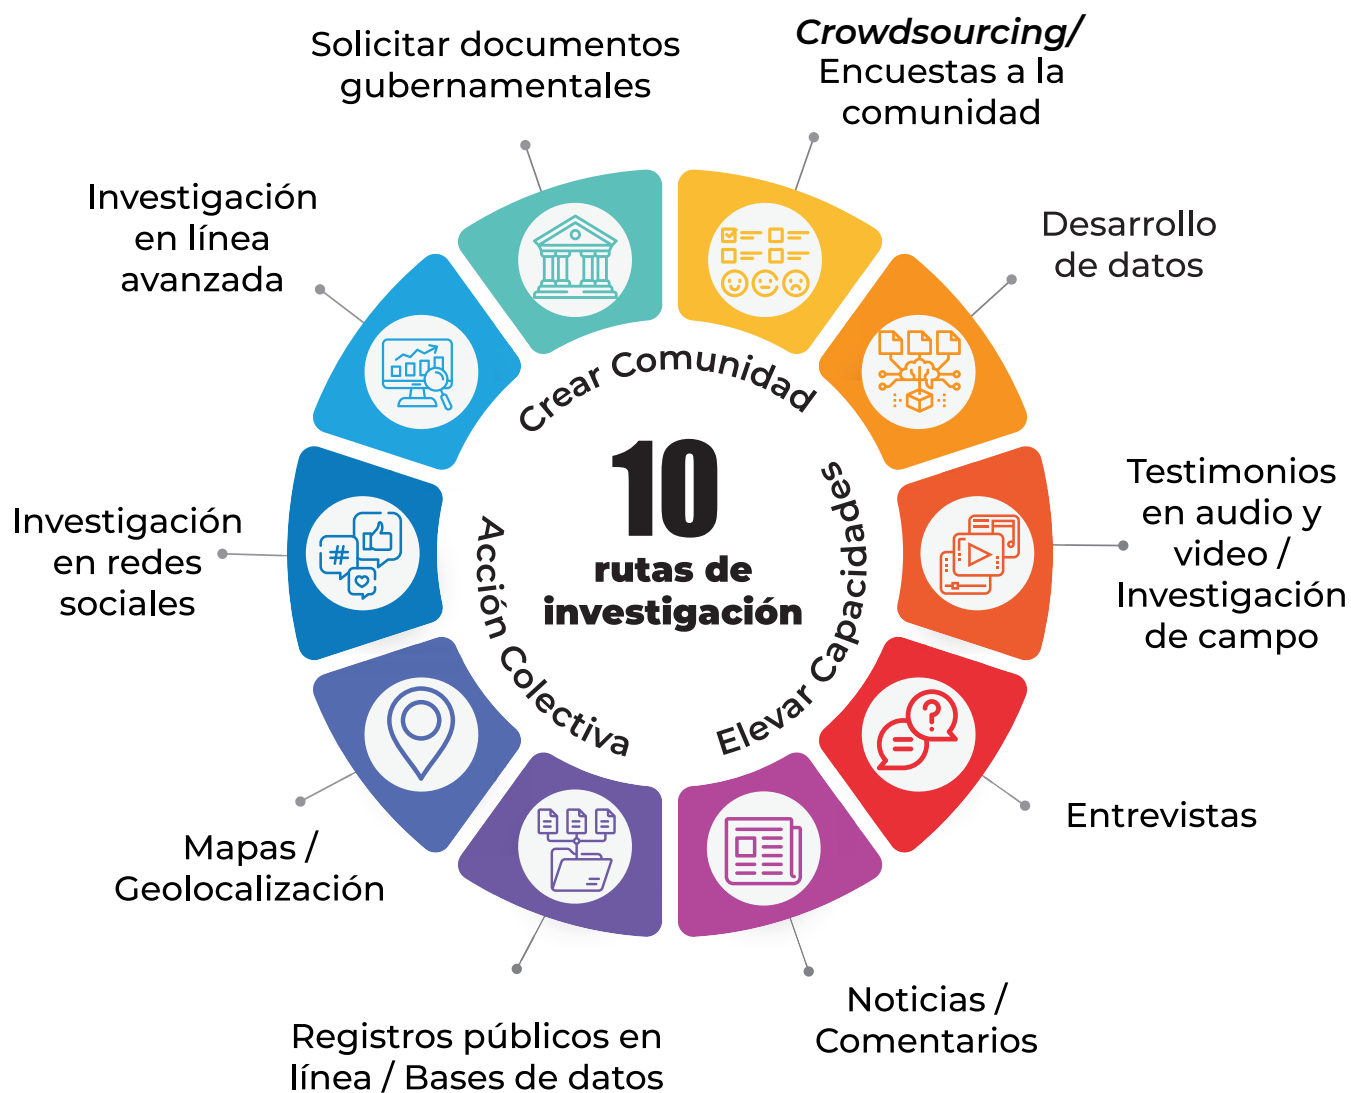 Solicitar documentos
gubernamentales
Crowdsourcing/
Encuestas a la
comunidad
Desarrollo
de datos
Testimonios
en audio y
video /
Investigación
de campo
Entrevistas
Noticias /
Comentarios
Registros públicos en
línea / Bases de datos
Mapas /
Geolocalización
Investigación
en redes
sociales
Investigación
en línea
avanzada
Crear Comunidad
Elevar Capacidades
Acción Colectiva
10
rutas de
investigación